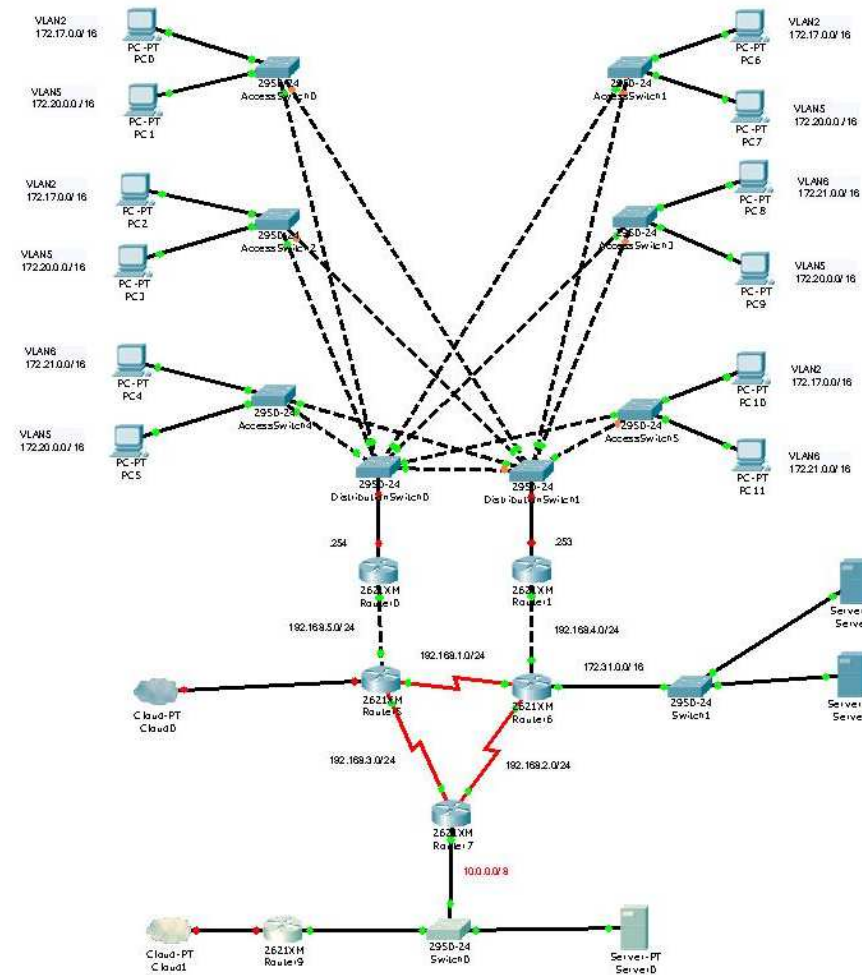 VLAN2
172.17.0.0/16
PC-PT
PC0
VLAN5
172.20.0.0/16
PC-PT
PC1
2950-24
AccessSwitch0
2950-24
AccessSwitch1
PC-PT
PC6
VLAN2
172.17.0.0/16
PC-PT
PC7
VLAN5
172.20.0.0/16
VLAN2
172.17.0.0/16
PC-PT
PC2
VLAN5
172.20.0.0/16
PC-PT
PC3
2950-24
AccessSwitch2
2950-24
AccessSwitch3
PC-PT
PC8
VLAN6
172.21.0.0/16
PC-PT
PC9
VLAN5
172.20.0.0/16
VLAN6
172.21.0.0/16
PC-PT
PC4
VLAN5
172.20.0.0/16
PC-PT
PC5
2950-24
AccessSwitch4
2950-24
AccessSwitch5
PC-PT
PC10
VLAN2
172.17.0.0/16
PC-PT
PC11
VLAN6
172.21.0.0/16
2950-24
DistributionSwitch0
2950-24
DistributionSwitch1
.254
.253
2621XM
Router0
2621XM
Router1
192.168.5.0/24
192.168.4.0/24
192.168.1.0/24
172.31.0.0/16
Server
Server
Server
Server
Cloud-PT
Cloud0
2621XM
Router5
2621XM
Router6
2950-24
Switch1
192.168.3.0/24
192.168.2.0/24
2621XM
Router7
10.0.0.0/8
Cloud-PT
Cloud1
2621XM
Router9
2950-24
Switch0
Server-PT
Server0